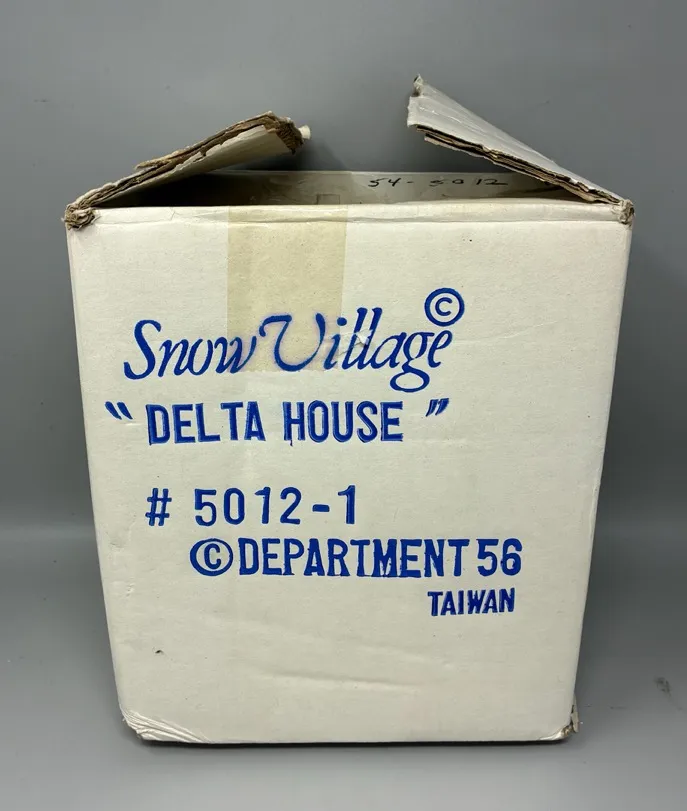 54-5012
Snow Village ©
" DELTA HOUSE "
# 5012-1
© DEPARTMENT 56
TAIWAN